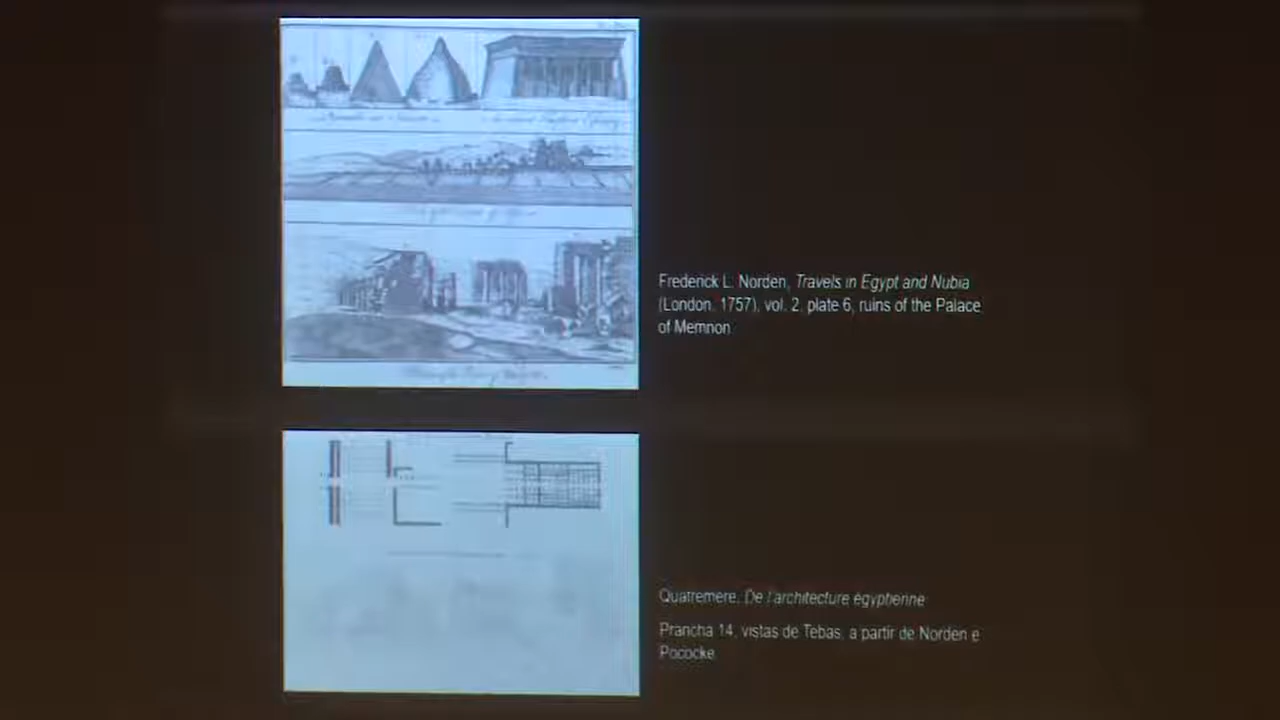 Frederick L. Norden, Travels in Egypt and Nubia
(London, 1757), vol. 2, plate 6, ruins of the Palace
of Memnon
Quatremere, De l'architecture égyptienne
Prancha 14, vistas de Tebas, a partir de Norden e
Pococke